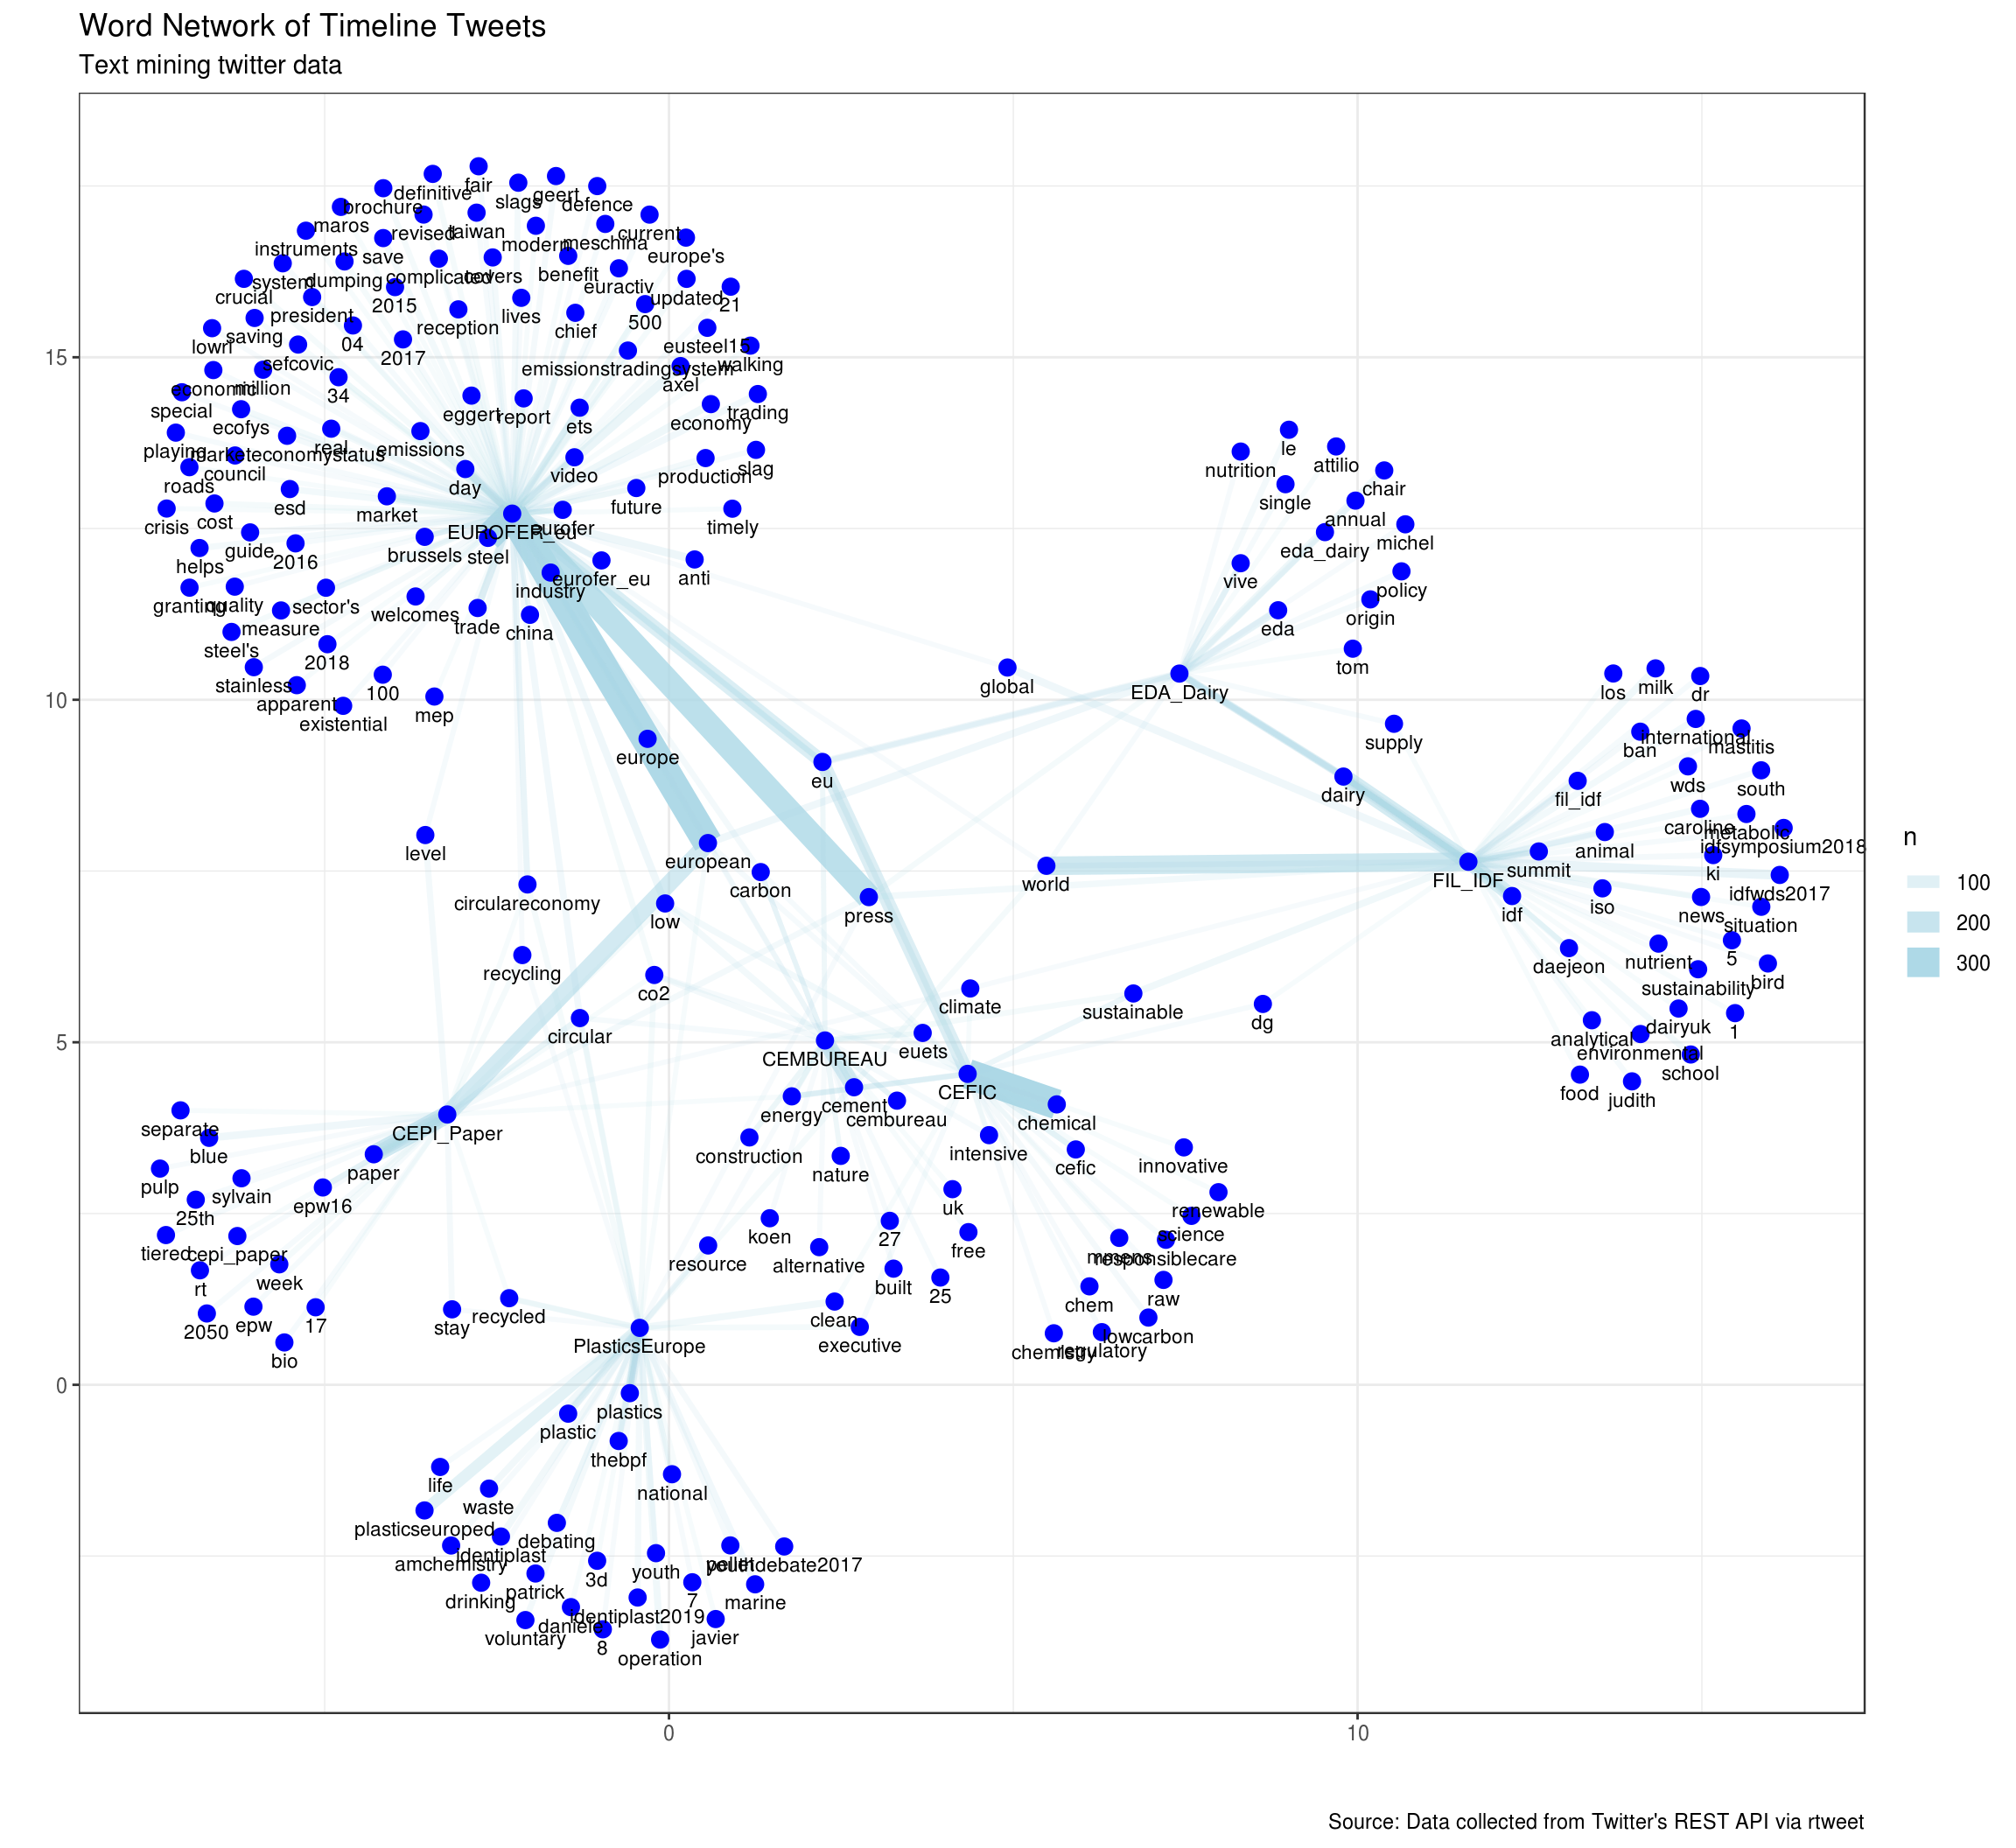 Word Network of Timeline Tweets
Text mining twitter data
15
10
5
0
0
10
fair
definitive
slags
geert
defence
brochure
maros
revised
taiwan
modern
meschina
current
instruments
save
europe's
system
dumping
complicated
covers
benefit
euractiv
crucial
president
2015
lives
updated
21
reception
chief
500
lowri
saving
04
2017
eusteel15
walking
sefcovic
emissionstradingsystem
economic
million
34
axel
special
eggert
report
ets
economy
trading
ecofys
real
emissions
playing
marketeconomystatus
council
video
production
slag
roads
day
esd
market
future
crisis
cost
EUROFER_eu
eurofer
timely
guide
2016
brussels
steel
helps
eurofer_eu
anti
industry
granting
quality
sector's
welcomes
trade
china
measure
steel's
2018
stainless
100
apparent
existential
mep
europe
eu
global
level
european
carbon
circulareconomy
low
press
world
recycling
co2
circular
climate
sustainable
dg
le
nutrition
attilio
single
chair
annual
eda_dairy
michel
vive
policy
eda
origin
tom
EDA_Dairy
supply
dairy
los
milk
dr
ban
international
mastitis
wds
south
fil_idf
caroline
metabolic
animal
idfsymposium2018
summit
FIL_IDF
ki
idfwds2017
idf
iso
news
situation
daejeon
nutrient
5
bird
sustainability
analytical
dairyuk
1
environmental
school
food
judith
CEMBUREAU
euets
CEFIC
energy
cement
cembureau
chemical
construction
nature
intensive
cefic
innovative
uk
renewable
koen
27
free
science
mmens
responsiblecare
resource
alternative
built
25
chem
raw
clean
lowcarbon
executive
chemistry
regulatory
separate
blue
CEPI_Paper
paper
pulp
sylvain
epw16
25th
tiered
cepi_paper
rt
week
2050
epw
17
bio
stay
recycled
PlasticsEurope
plastics
plastic
thebpf
life
national
waste
plasticseuroped
debating
amchemistry
identiplast
3d
youth
pellet
youthdebate2017
drinking
patrick
7
marine
identiplast2019
voluntary
daniele
8
javier
operation
n
100
200
300
Source: Data collected from Twitter's REST API via rtweet